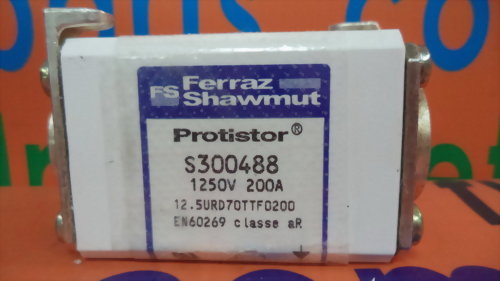 FS Ferraz
Shawmut
Protistor®
S300488
1250V 200A
12.5URD70TTF0200
EN60269 classe aR